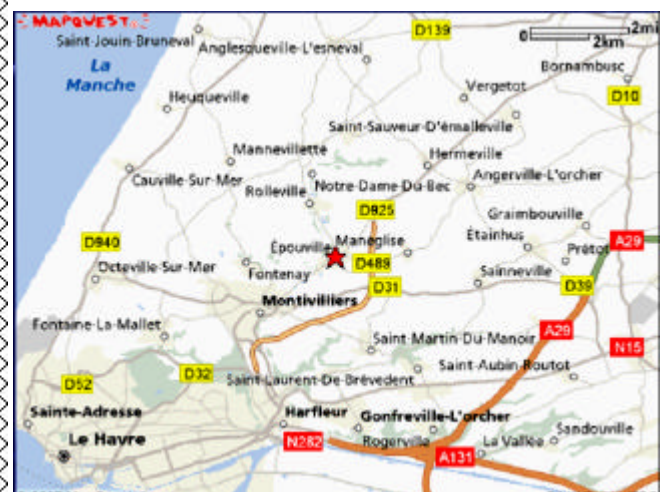 MAPQUEST
D139
0 2mi
2km
Saint-Jouin-Bruneval
Anglesqueville-L'esneval
La
Manche
Bornambusc
Vergetot
D10
Heuqueville
Saint-Sauveur-D'émalleville
Mannevillette
Hermeville
Cauville-Sur-Mer
Notre-Dame-Du-Bec
Angerville-L'orcher
Rolleville
D925
Graimbouville
D940
Épouville
Manéglise
Étainhus
A29
Octeville-Sur-Mer
Fontenay
D489
Prétot
D31
Sainneville
D39
Montivilliers
Fontaine-La-Mallet
A29
Saint-Martin-Du-Manoir
N15
D52
D32
Saint-Laurent-De-Brèvedent
Saint-Aubin-Routot
Sainte-Adresse
Harfleur
Gonfreville-L'orcher
Le Havre
N282
Rogerville
La Vallée
Sandouville
A131